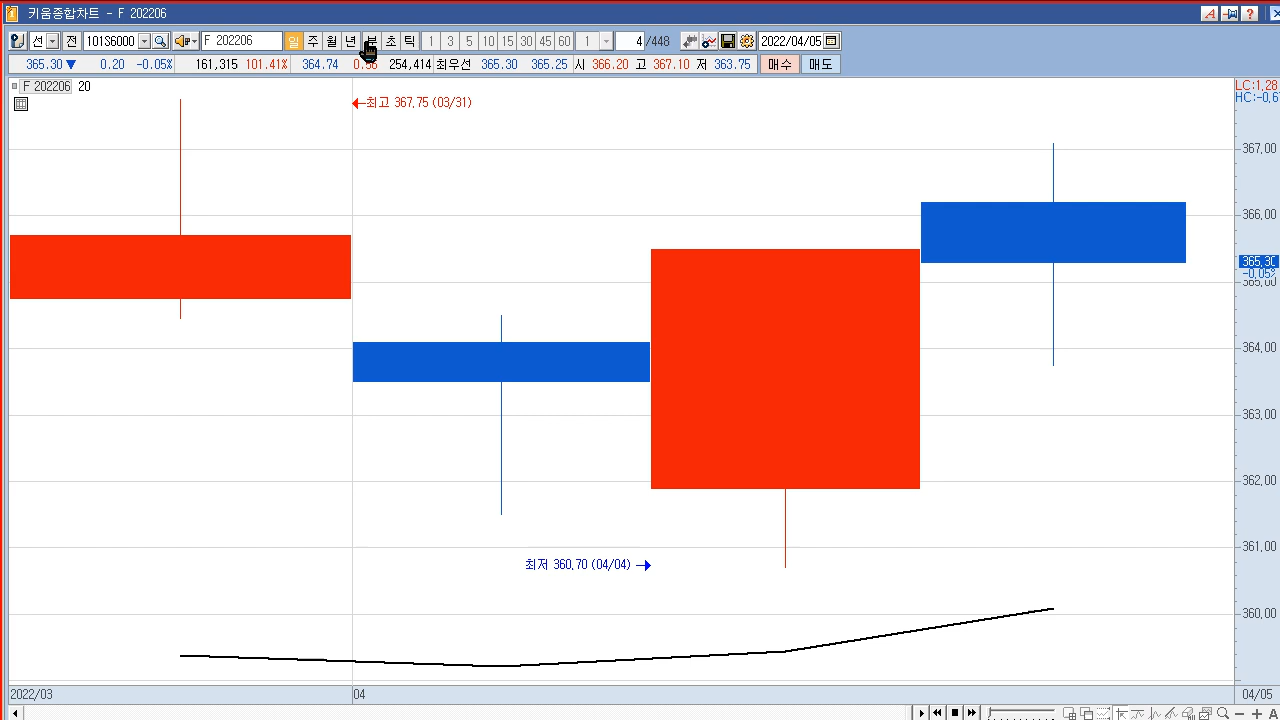 키움종합차트 - F 202206
선 전 101S6000 F 202206 일 주 월 년 분 초 틱 1 3 5 10 15 30 45 60 1 4 /448 2022/04/05
365.30 ▼ 0.20 -0.05% 161,315 101.41% 364.74 254,414 최우선 365.30 365.25 시 366.20 고 367.10 저 363.75 매수 매도
F 202206 20
LC:1.28
HC:-0.6
←최고 367.75 (03/31)
367.00
366.00
365.30
-0.05%
365.00
364.00
363.00
362.00
361.00
최저 360.70 (04/04) →
360.00
2022/03 04 04/05
A